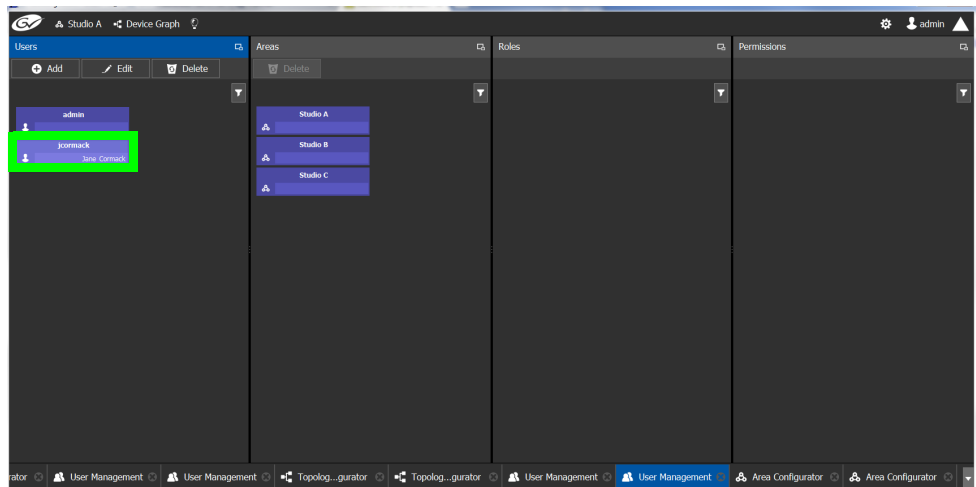 GV Studio A Device Graph admin
Users Areas Roles Permissions
Add Edit Delete Delete
admin
jcormack
Jane Cormack
Studio A
Studio B
Studio C
rator User Management User Management Topolog...gurator Topolog...gurator User Management User Management Area Configurator Area Configurator